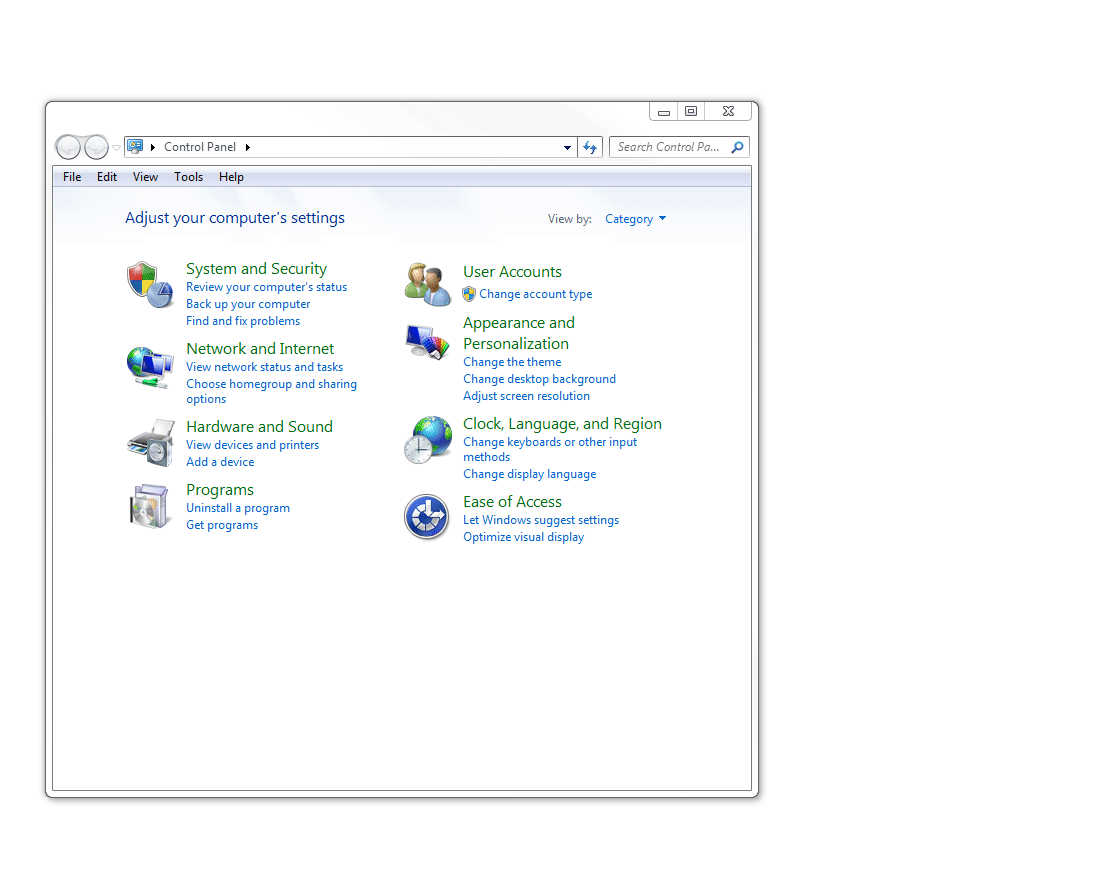 Control Panel
Search Control Pa...
File Edit View Tools Help
Adjust your computer's settings
View by: Category
System and Security
Review your computer's status
Back up your computer
Find and fix problems
Network and Internet
View network status and tasks
Choose homegroup and sharing
options
Hardware and Sound
View devices and printers
Add a device
Programs
Uninstall a program
Get programs
User Accounts
Change account type
Appearance and
Personalization
Change the theme
Change desktop background
Adjust screen resolution
Clock, Language, and Region
Change keyboards or other input
methods
Change display language
Ease of Access
Let Windows suggest settings
Optimize visual display